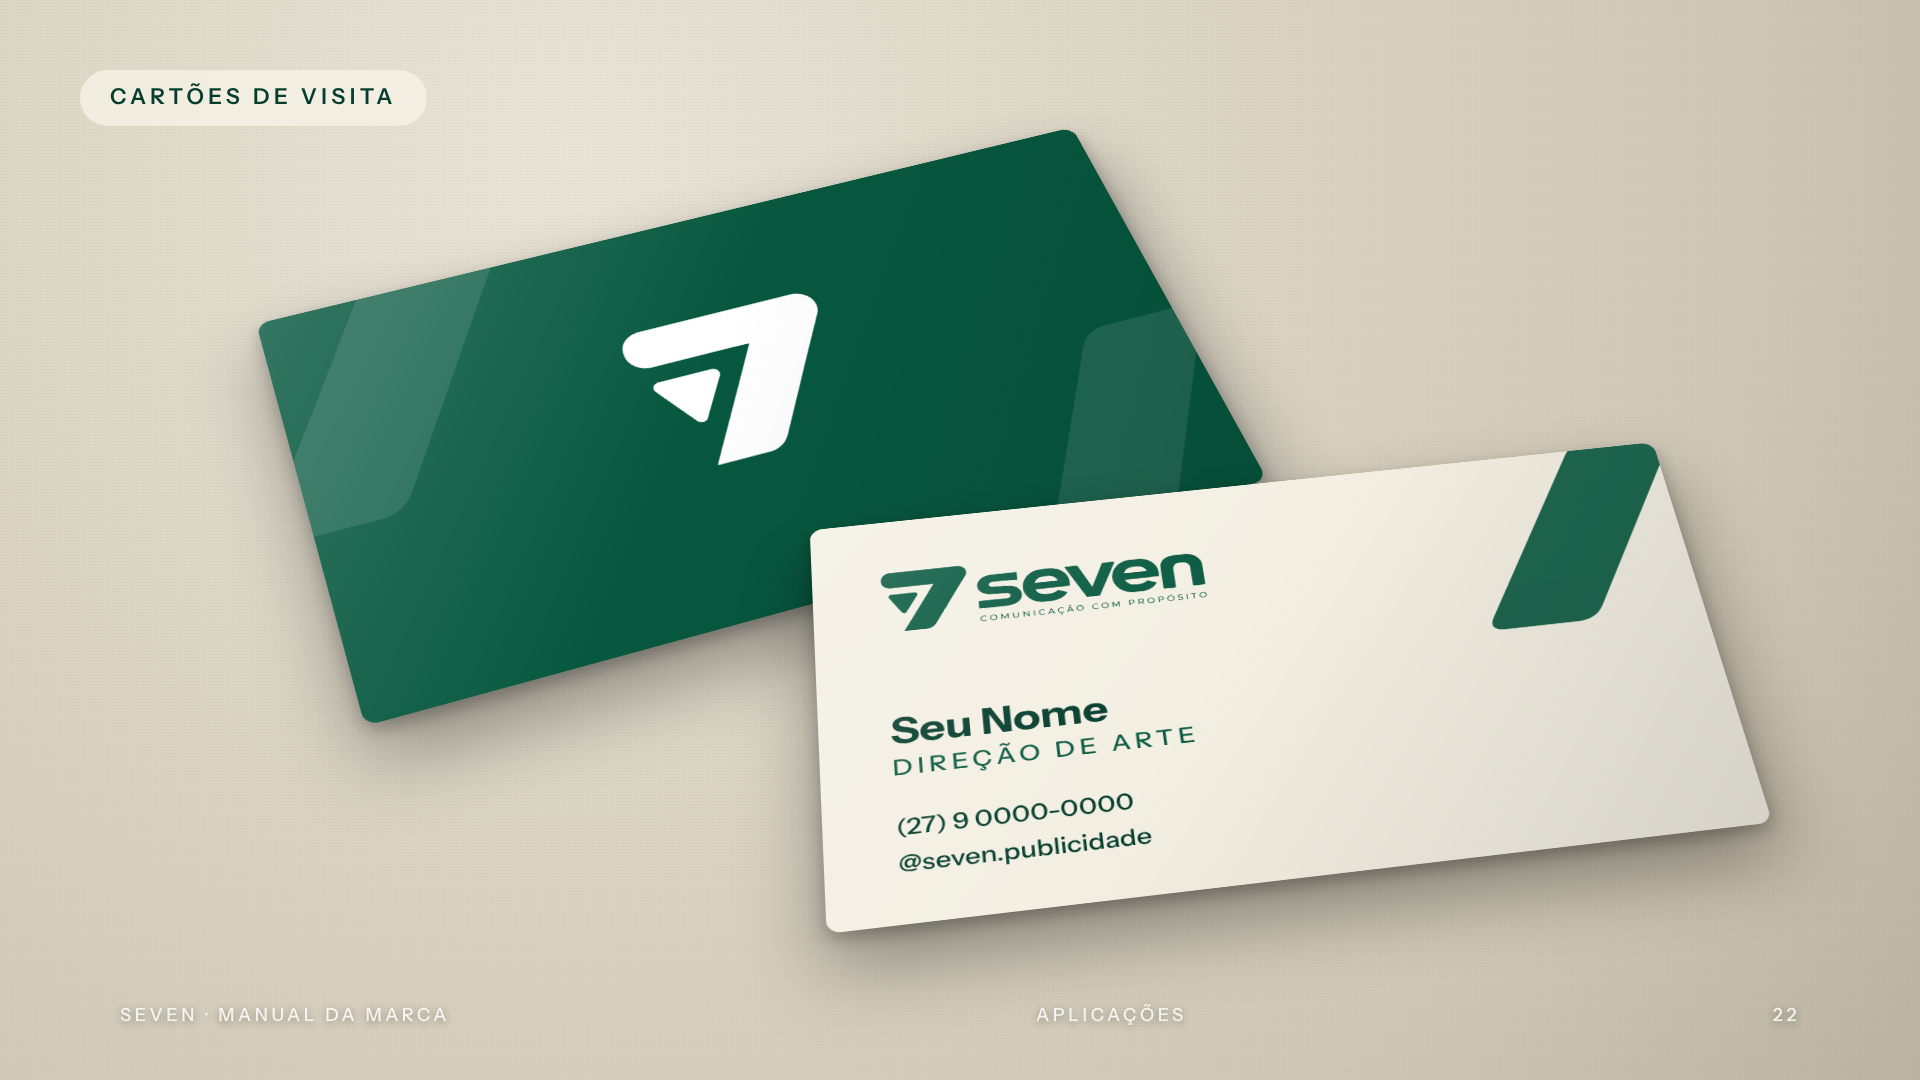 CARTÕES DE VISITA
seven
COMUNICAÇÃO COM PROPÓSITO
Seu Nome
DIREÇÃO DE ARTE
(27) 9 0000-0000
@seven.publicidade
SEVEN · MANUAL DA MARCA
APLICAÇÕES
22